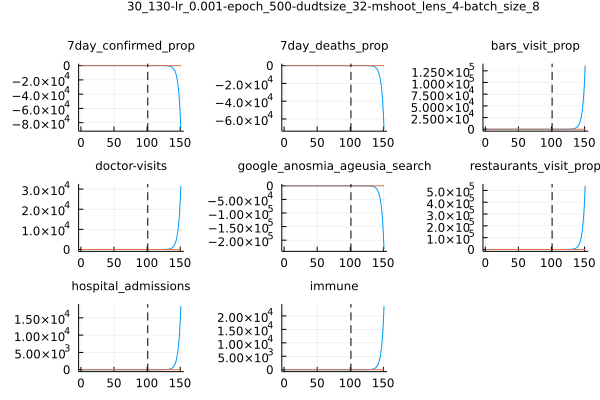 30_130-lr_0.001-epoch_500-dudtsize_32-mshoot_lens_4-batch_size_8
7day_confirmed_prop 7day_deaths_prop bars_visit_prop
0 0 1.250×10⁵
−2.0×10⁴ −2.0×10⁴ 1.000×10⁵
−4.0×10⁴ −4.0×10⁴ 7.500×10⁴
−6.0×10⁴ −6.0×10⁴ 5.000×10⁴
−8.0×10⁴ 2.500×10⁴
0
0 50 100 150 0 50 100 150 0 50 100 150
doctor-visits google_anosmia_ageusia_search restaurants_visit_prop
3.0×10⁴ 0 5.0×10⁵
2.0×10⁴ −5.00×10⁴ 4.0×10⁵
1.0×10⁴ −1.00×10⁵ 3.0×10⁵
0 −1.50×10⁵ 2.0×10⁵
−2.00×10⁵ 1.0×10⁵
0
0 50 100 150 0 50 100 150 0 50 100 150
hospital_admissions immune
1.50×10⁴ 2.00×10⁴
1.00×10⁴ 1.50×10⁴
5.00×10³ 1.00×10⁴
0 5.00×10³
0
0 50 100 150 0 50 100 150